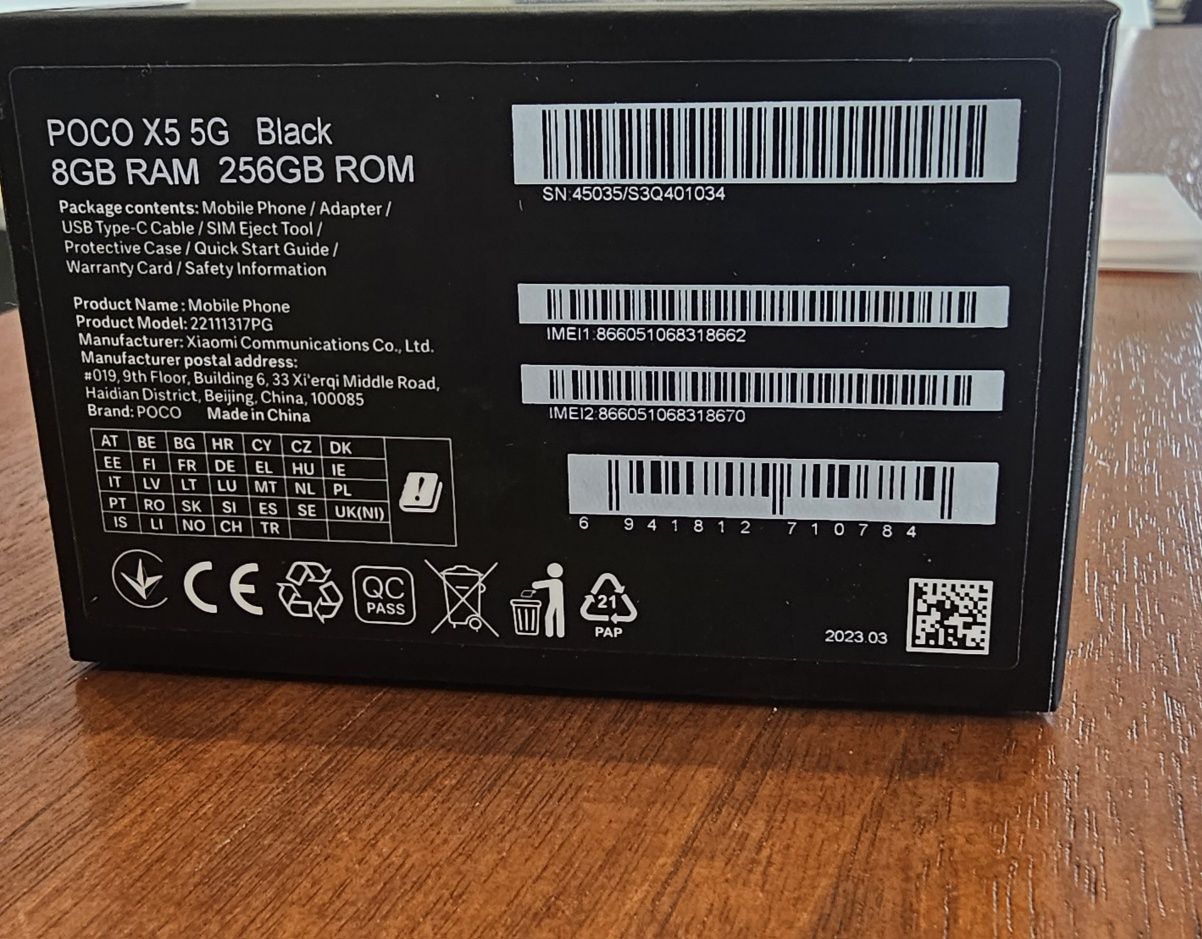 POCO X5 5G Black
8GB RAM 256GB ROM
Package contents: Mobile Phone / Adapter /
USB Type-C Cable / SIM Eject Tool /
Protective Case / Quick Start Guide /
Warranty Card / Safety Information
Product Name : Mobile Phone
Product Model: 22111317PG
Manufacturer: Xiaomi Communications Co., Ltd.
Manufacturer postal address:
#019, 9th Floor, Building 6, 33 Xi'erqi Middle Road,
Haidian District, Beijing, China, 100085
Brand: POCO Made in China
AT BE BG HR CY CZ DK
EE FI FR DE EL HU IE
IT LV LT LU MT NL PL
PT RO SK SI ES SE UK(NI)
IS LI NO CH TR
CE
QC
PASS
21
PAP
SN:45035/S3Q401034
IMEI1:866051068318662
IMEI2:866051068318670
6 941812 710784
2023.03